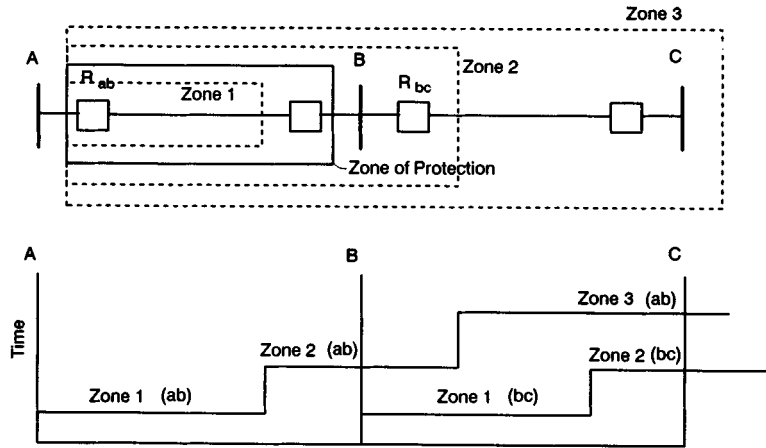 Zone 3
A
B
Zone 2
C
R ab
Zone 1
R bc
Zone of Protection
A
B
C
Time
Zone 3 (ab)
Zone 2 (ab)
Zone 2 (bc)
Zone 1 (ab)
Zone 1 (bc)